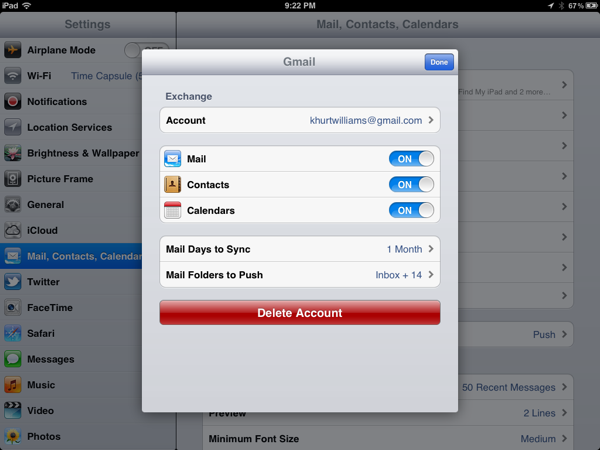 iPad
9:22 PM
67%
Settings
Mail, Contacts, Calendars
Airplane Mode
OFF
Wi-Fi Time Capsule (5
Notifications
Location Services
Brightness & Wallpaper
Picture Frame
General
iCloud
Mail, Contacts, Calendar
Twitter
FaceTime
Safari
Messages
Music
Video
Photos
Gmail
Done
Exchange
Account khurtwilliams@gmail.com
Mail ON
Contacts ON
Calendars ON
Mail Days to Sync 1 Month
Mail Folders to Push Inbox + 14
Delete Account
Find My iPad and 2 more...
Push
50 Recent Messages
Preview 2 Lines
Minimum Font Size Medium